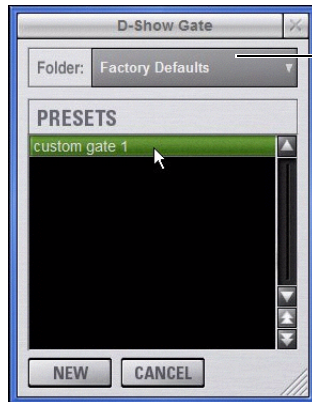 D-Show Gate
Folder: Factory Defaults
PRESETS
custom gate 1
NEW CANCEL